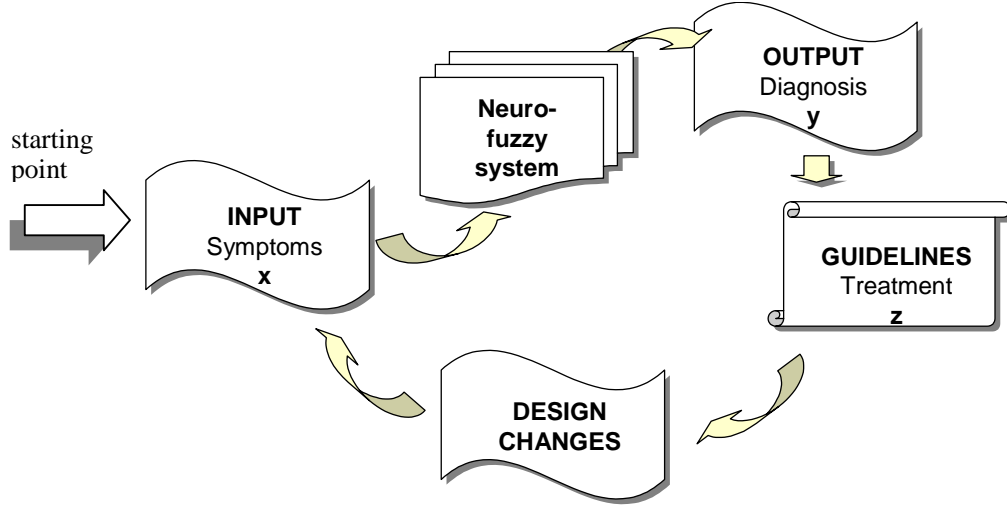 starting
point
INPUT
Symptoms
x
Neuro-
fuzzy
system
OUTPUT
Diagnosis
y
GUIDELINES
Treatment
z
DESIGN
CHANGES